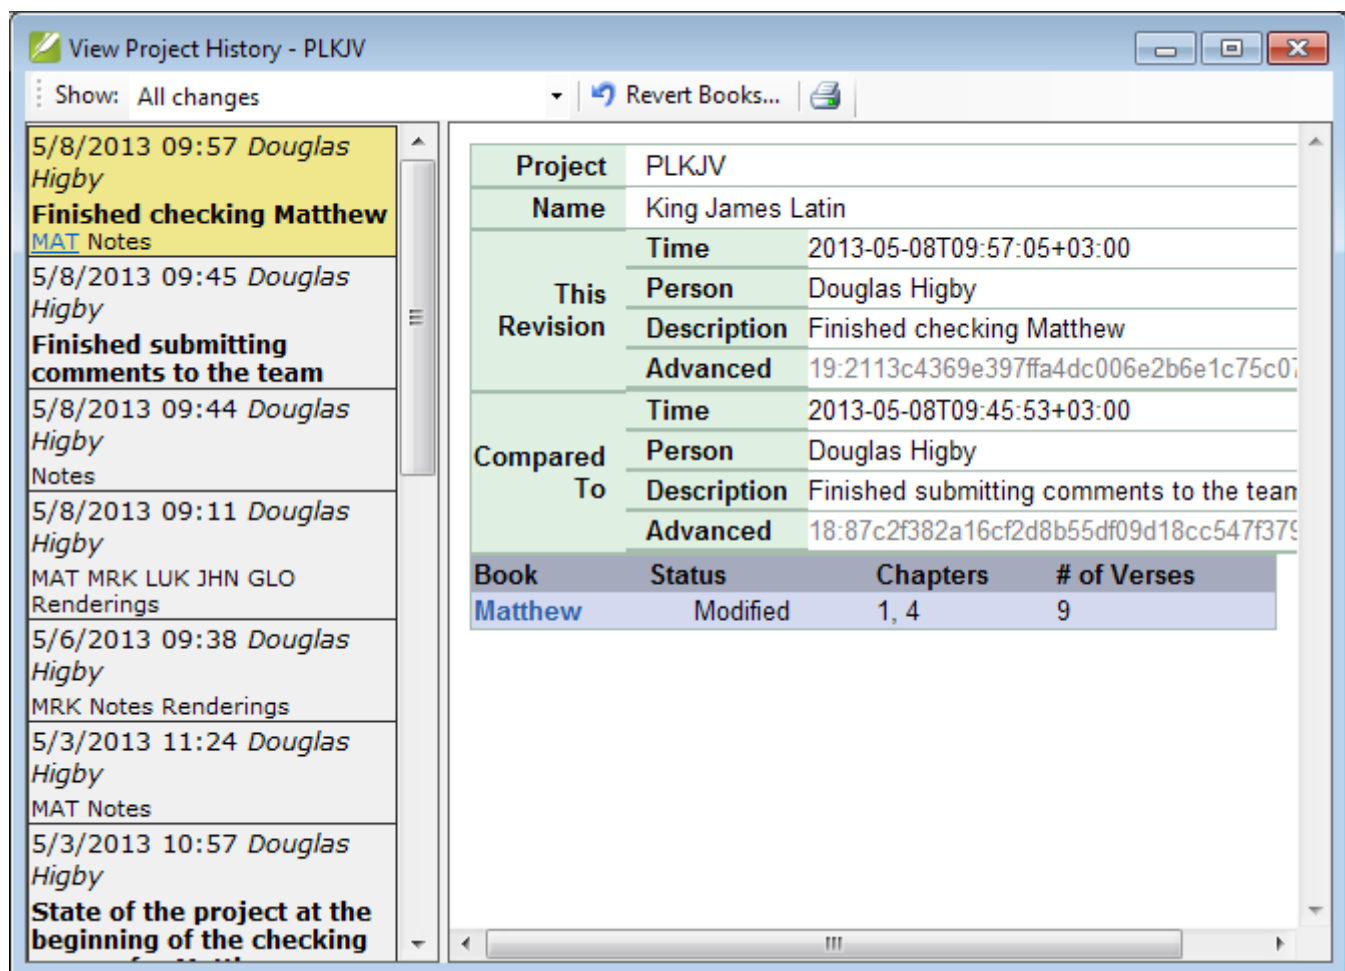 View Project History - PLKJV
Show: All changes
Revert Books...
5/8/2013 09:57 Douglas
Higby
Finished checking Matthew
MAT Notes
5/8/2013 09:45 Douglas
Higby
Finished submitting
comments to the team
5/8/2013 09:44 Douglas
Higby
Notes
5/8/2013 09:11 Douglas
Higby
MAT MRK LUK JHN GLO
Renderings
5/6/2013 09:38 Douglas
Higby
MRK Notes Renderings
5/3/2013 11:24 Douglas
Higby
MAT Notes
5/3/2013 10:57 Douglas
Higby
State of the project at the
beginning of the checking
Project PLKJV
Name King James Latin
This Revision
Time 2013-05-08T09:57:05+03:00
Person Douglas Higby
Description Finished checking Matthew
Advanced 19:2113c4369e397ffa4dc006e2b6e1c75c07
Compared To
Time 2013-05-08T09:45:53+03:00
Person Douglas Higby
Description Finished submitting comments to the team
Advanced 18:87c2f382a16cf2d8b55df09d18cc547f379
Book Status Chapters # of Verses
Matthew Modified 1, 4 9